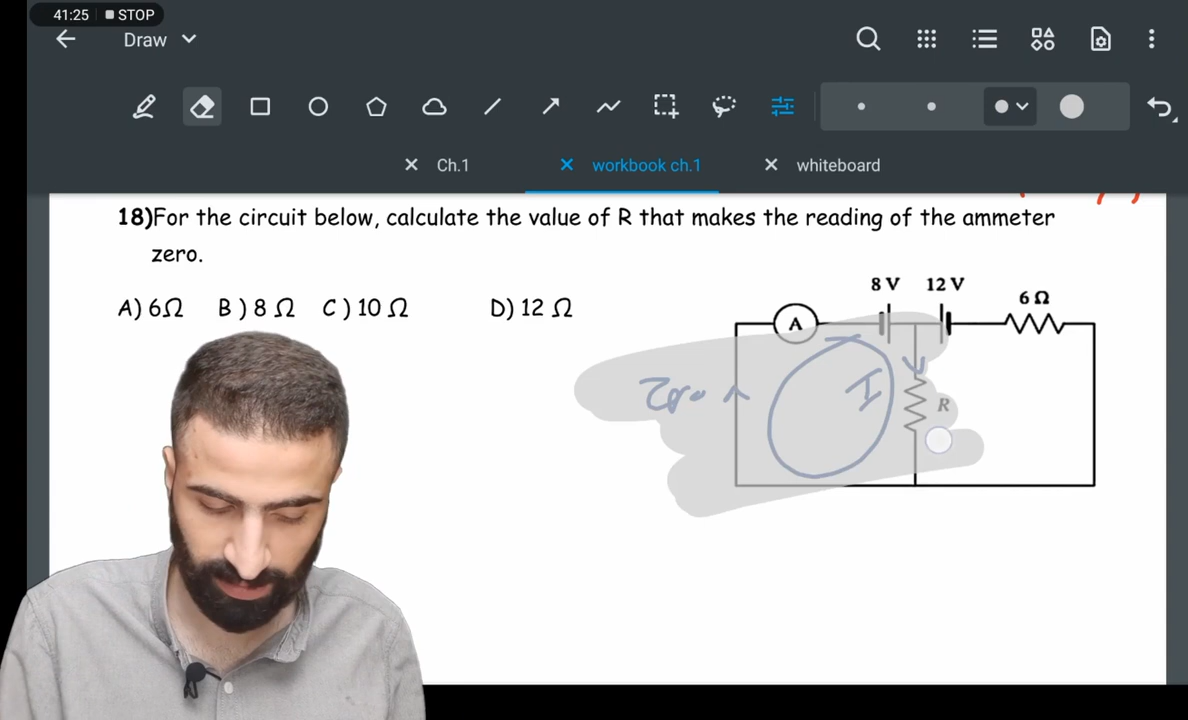 41:25 STOP
Draw
Ch.1 workbook ch.1 whiteboard
18)For the circuit below, calculate the value of R that makes the reading of the ammeter
zero.
A) 6Ω B ) 8 Ω C ) 10 Ω D) 12 Ω
8 V 12 V
6 Ω
A
Zero A
I
R